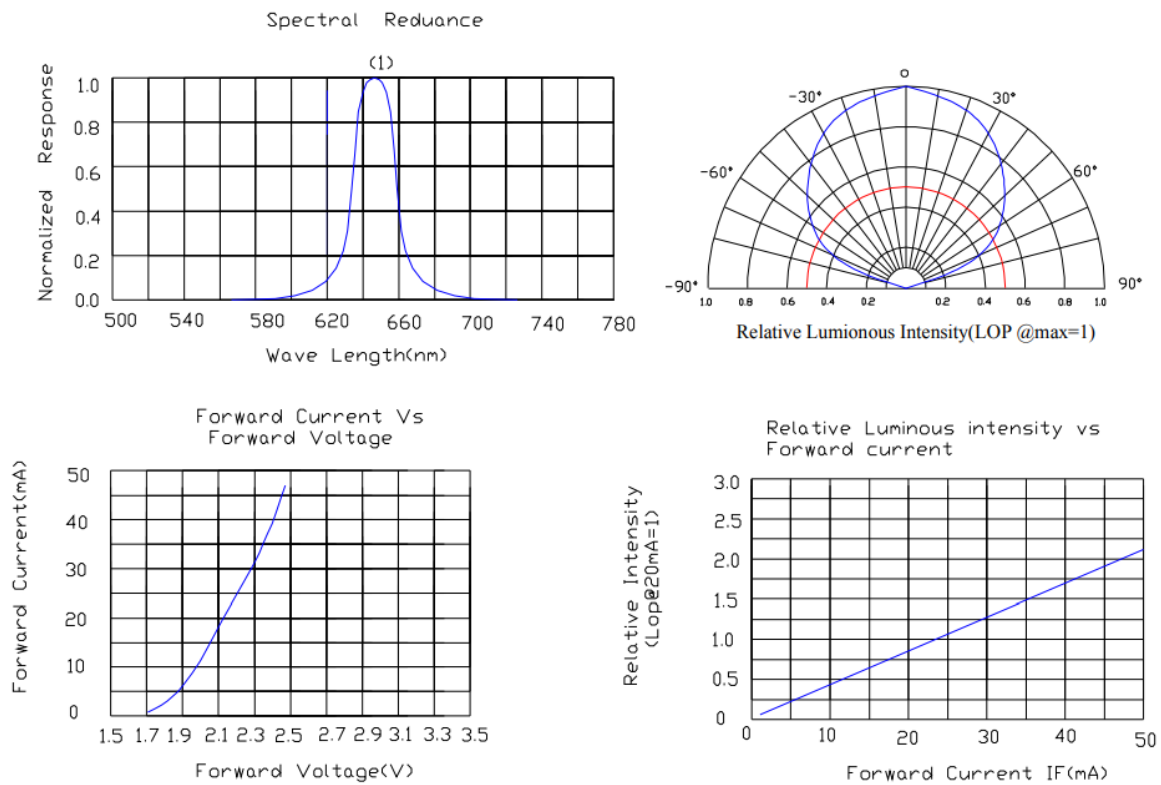 Spectral Reduance
(1)
Normalized Response
1.0
0.8
0.6
0.4
0.2
0.0
500 540 580 620 660 700 740 780
Wave Length(nm)
0
-30° 30°
-60° 60°
-90° 90°
1.0 0.8 0.6 0.4 0.2 0.2 0.4 0.6 0.8 1.0
Relative Lumionous Intensity(LOP @max=1)
Forward Current Vs
Forward Voltage
Forward Current(mA)
50
40
30
20
10
0
1.5 1.7 1.9 2.1 2.3 2.5 2.7 2.9 3.1 3.3 3.5
Forward Voltage(V)
Relative Luminous intensity vs
Forward current
Relative Intensity
(Lope@20mA=1)
3.0
2.5
2.0
1.0
0.5
0
0 10 20 30 40 50
Forward Current IF(mA)